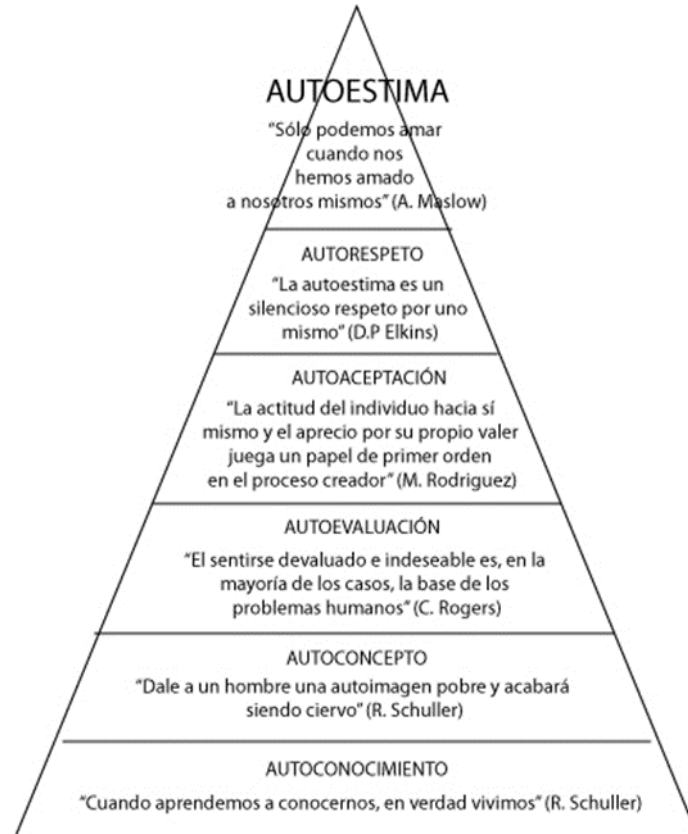 AUTOESTIMA
“Sólo podemos amar
cuando nos
hemos amado
a nosotros mismos” (A. Maslow)
AUTORESPETO
“La autoestima es un
silencioso respeto por uno
mismo” (D.P Elkins)
AUTOACEPTACIÓN
“La actitud del individuo hacia sí
mismo y el aprecio por su propio valer
juega un papel de primer orden
en el proceso creador” (M. Rodriguez)
AUTOEVALUACIÓN
“El sentirse devaluado e indeseable es, en la
mayoría de los casos, la base de los
problemas humanos” (C. Rogers)
AUTOCONCEPTO
“Dale a un hombre una autoimagen pobre y acabará
siendo ciervo” (R. Schuller)
AUTOCONOCIMIENTO
“Cuando aprendemos a conocernos, en verdad vivimos” (R. Schuller)